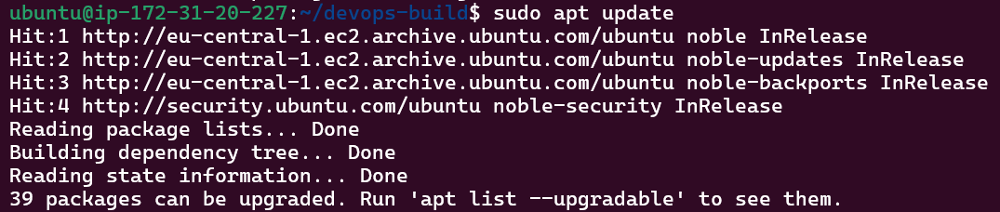 ubuntu@ip-172-31-20-227:~/devops-build$ sudo apt update
Hit:1 http://eu-central-1.ec2.archive.ubuntu.com/ubuntu noble InRelease
Hit:2 http://eu-central-1.ec2.archive.ubuntu.com/ubuntu noble-updates InRelease
Hit:3 http://eu-central-1.ec2.archive.ubuntu.com/ubuntu noble-backports InRelease
Hit:4 http://security.ubuntu.com/ubuntu noble-security InRelease
Reading package lists... Done
Building dependency tree... Done
Reading state information... Done
39 packages can be upgraded. Run 'apt list --upgradable' to see them.